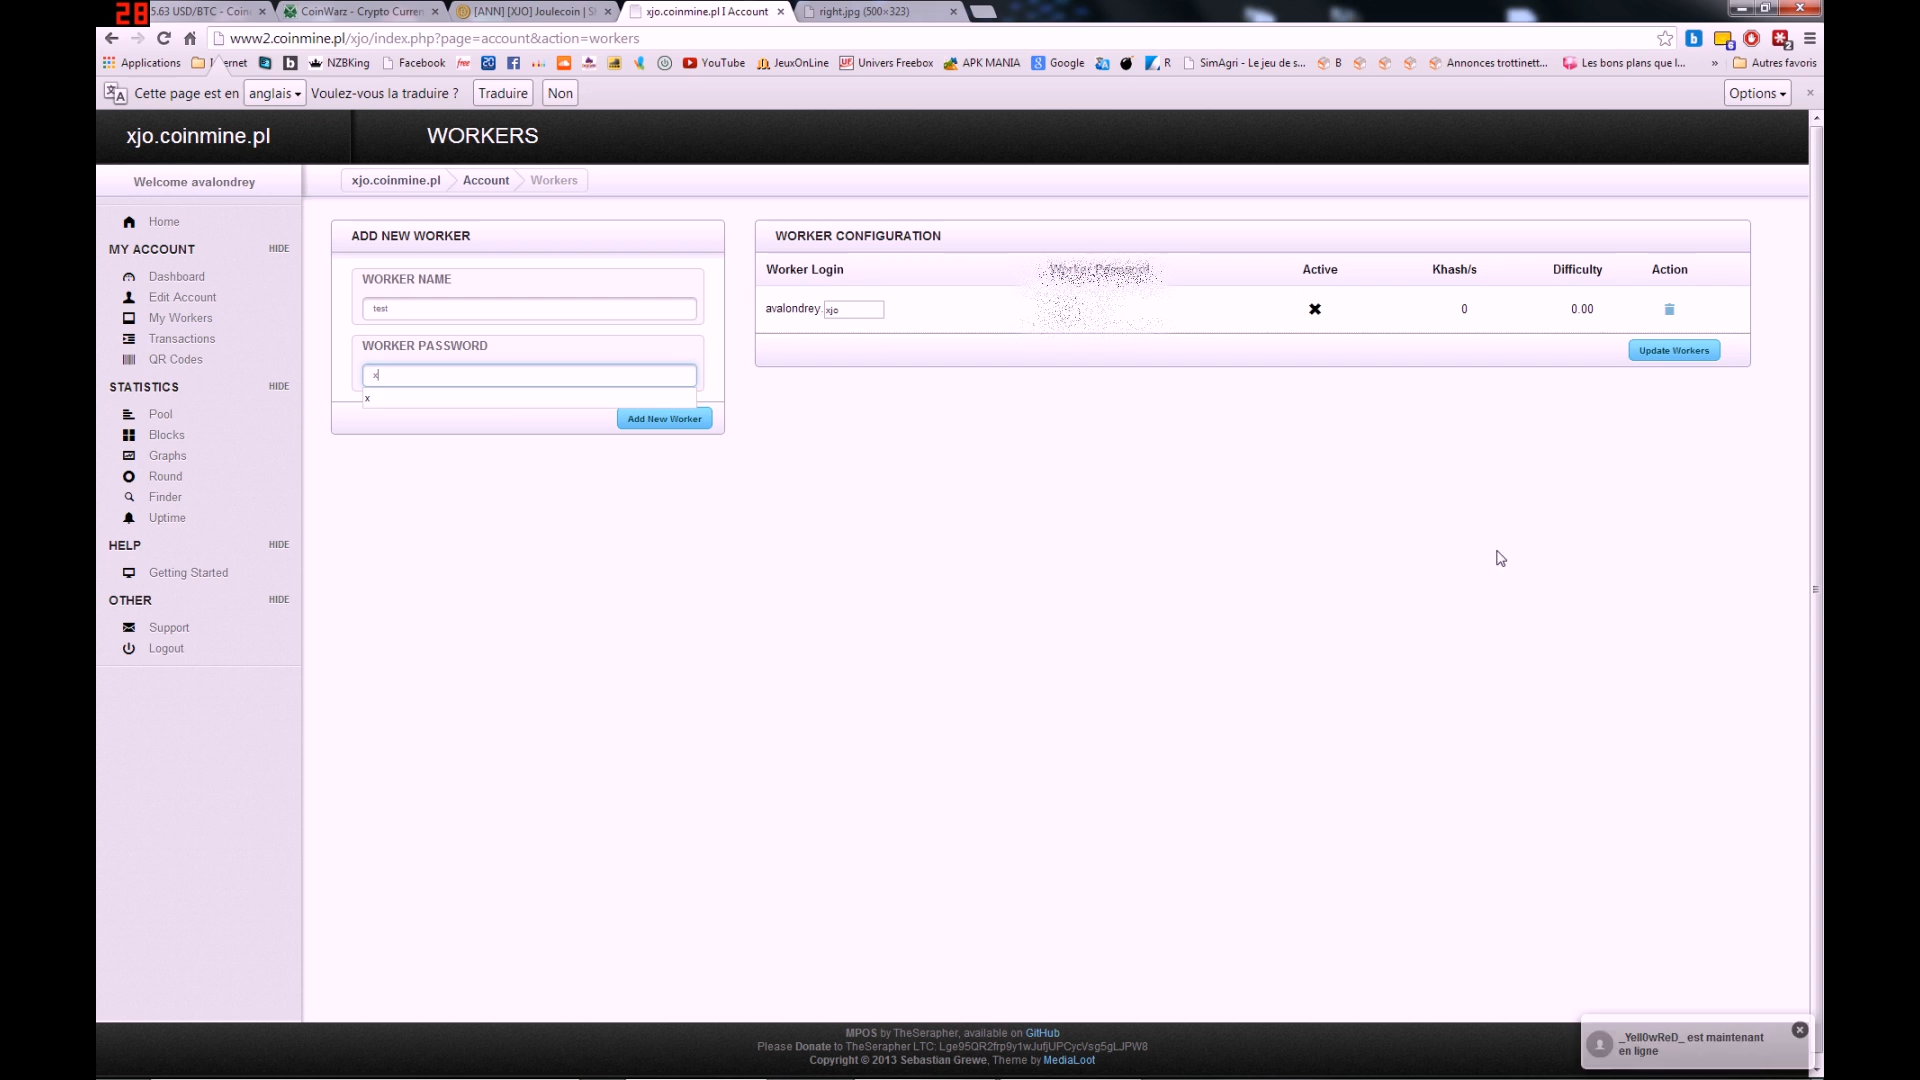 28
5.63 USD/BTC - Coin
CoinWarz - Crypto Curren
[ANN] [XJO] Joulecoin | S
xjo.coinmine.pl I Account
right.jpg (500×323)
www2.coinmine.pl/xjo/index.php?page=account&action=workers
Applications
ernet
NZBKing
Facebook
free
20
YouTube
JeuxOnLine
Univers Freebox
APK MANIA
Google
R
SimAgri - Le jeu de s...
B
Annonces trottinett...
Les bons plans que l...
»
Autres favoris
Cette page est en anglais Voulez-vous la traduire ? Traduire Non Options
xjo.coinmine.pl
WORKERS
Welcome avalondrey
xjo.coinmine.pl Account Workers
Home
MY ACCOUNT HIDE
Dashboard
Edit Account
My Workers
Transactions
QR Codes
STATISTICS HIDE
Pool
Blocks
Graphs
Round
Finder
Uptime
HELP HIDE
Getting Started
OTHER HIDE
Support
Logout
ADD NEW WORKER
WORKER NAME
test
WORKER PASSWORD
x
x
Add New Worker
WORKER CONFIGURATION
Worker Login Worker Password Active Khash/s Difficulty Action
avalondrey. xjo 0 0.00
Update Workers
MPOS by TheSerapher, available on GitHub
Please Donate to TheSerapher LTC: Lge95QR2frp9y1wJufjUPCycVsg5gLJPW8
Copyright © 2013 Sebastian Grewe, Theme by MediaLoot
_Yell0wReD_ est maintenant
en ligne